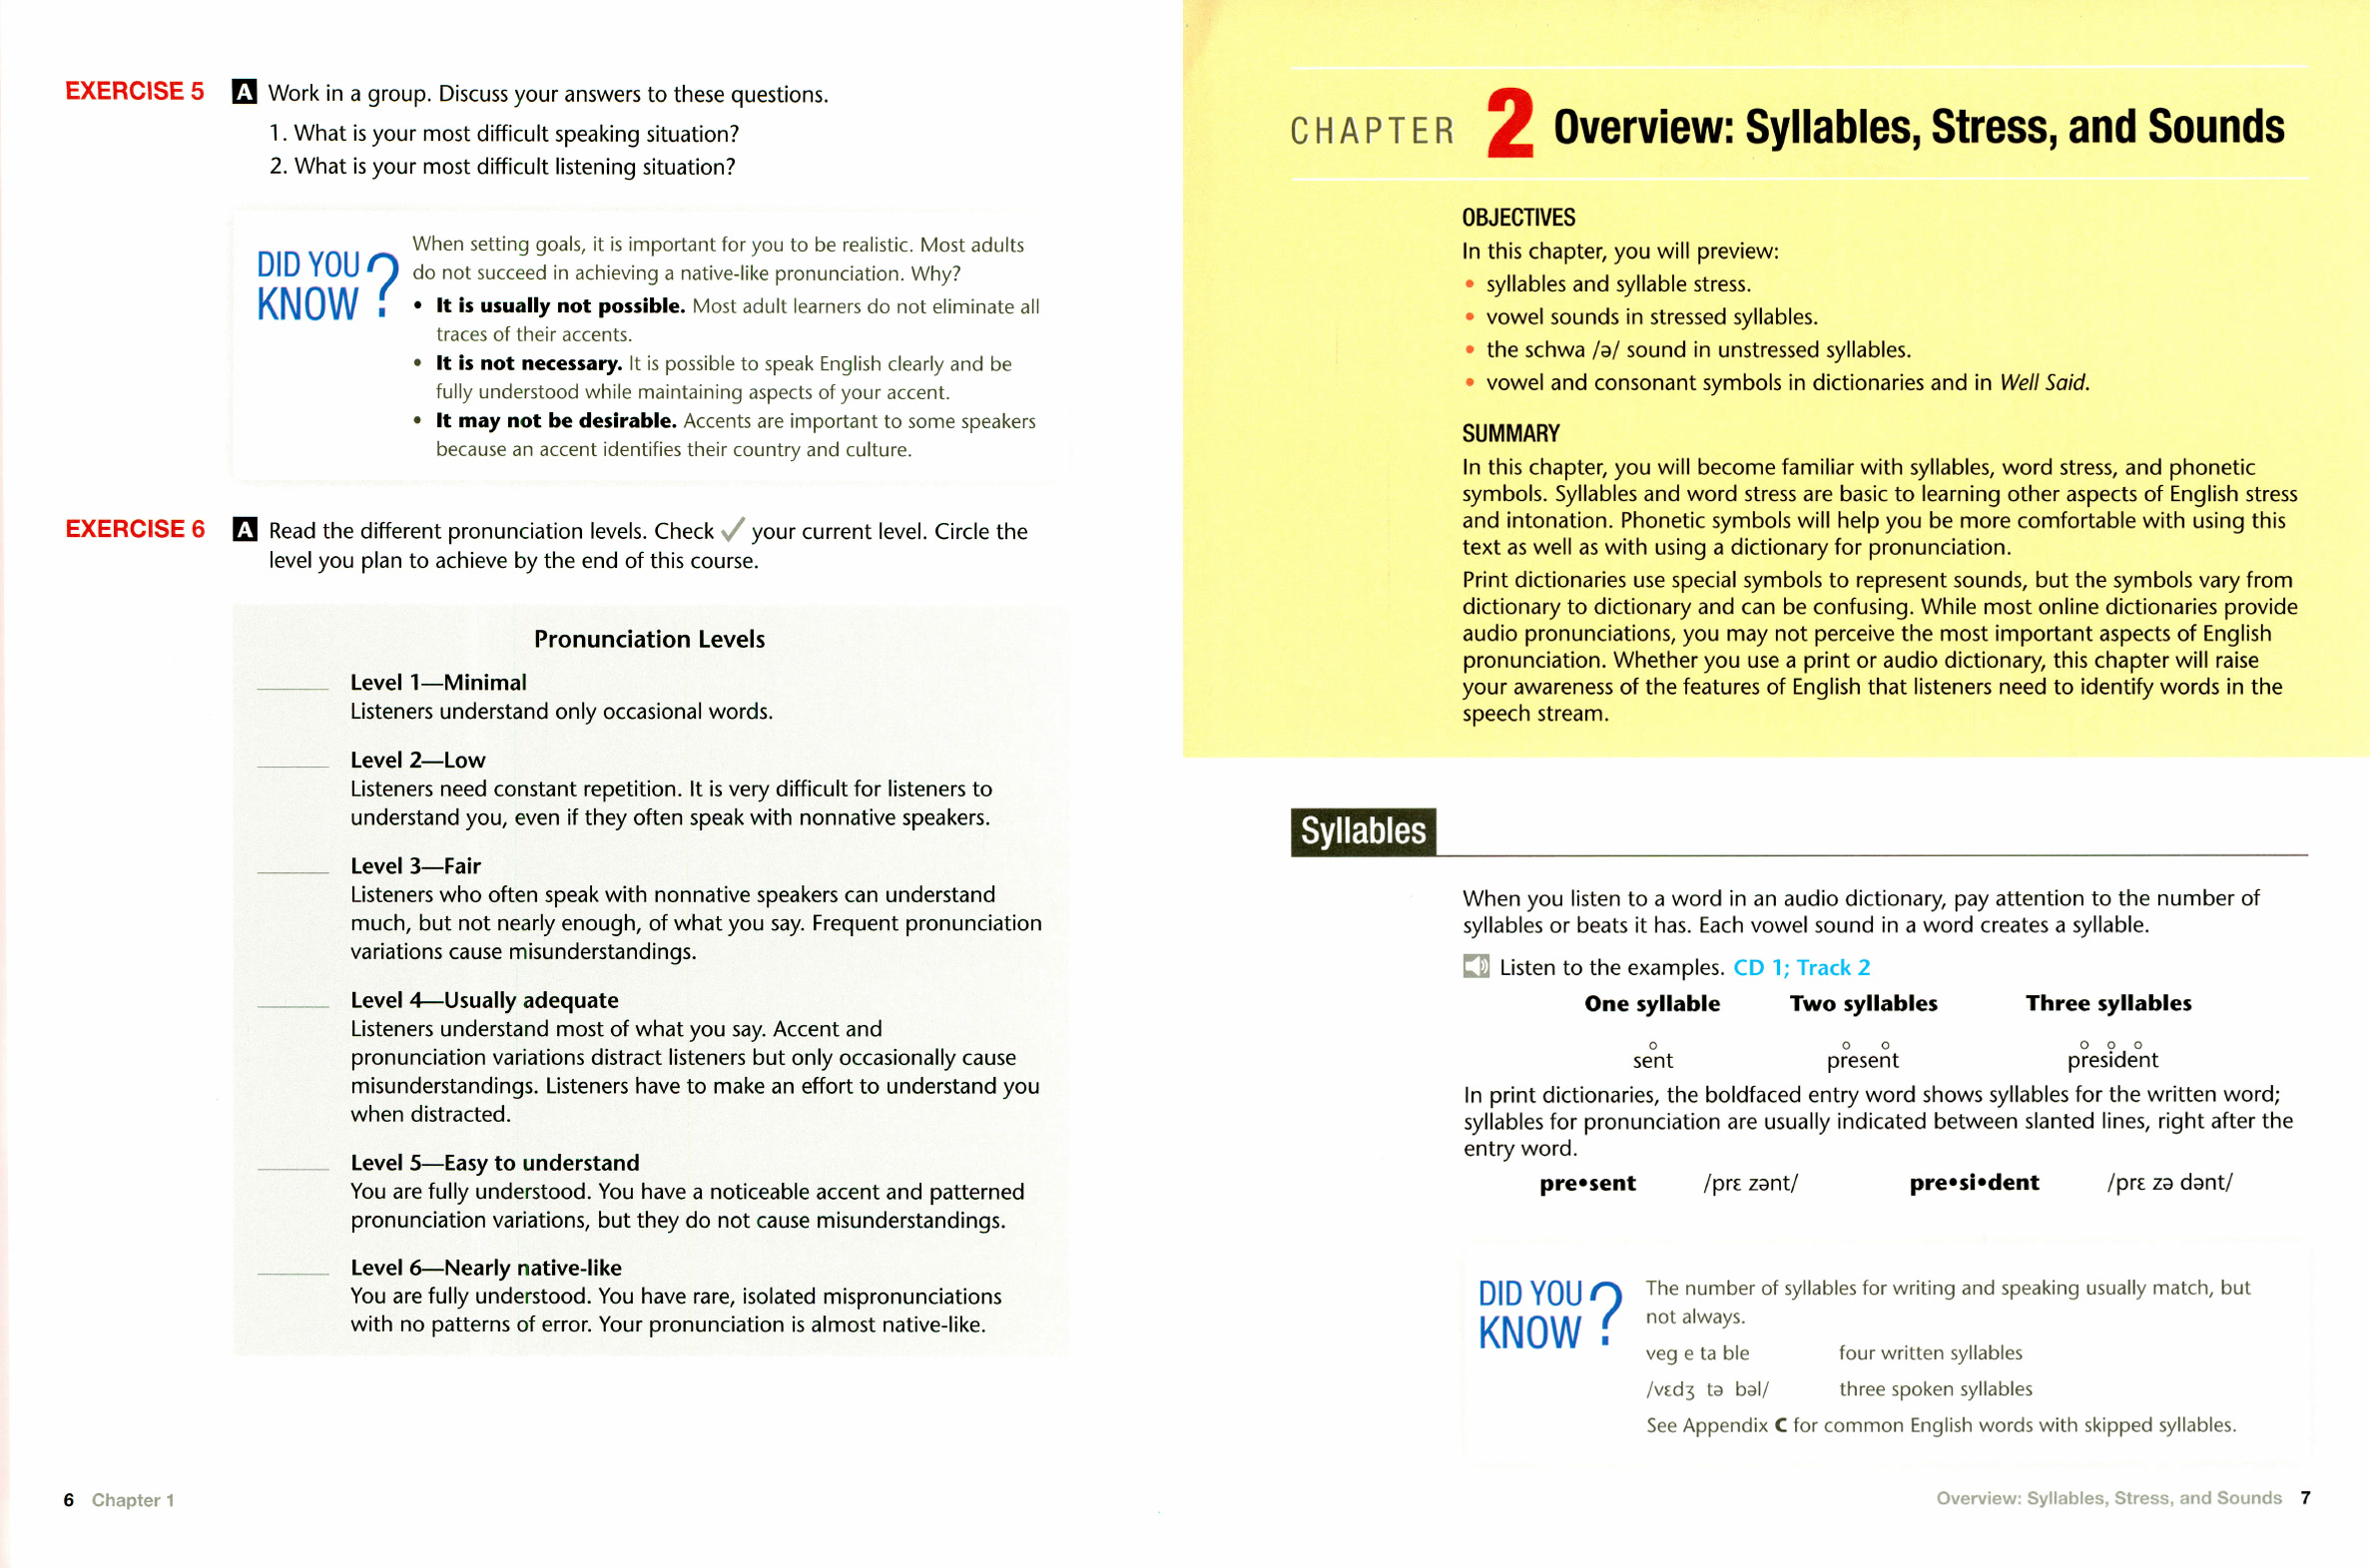 EXERCISE 5 A Work in a group. Discuss your answers to these questions.
1. What is your most difficult speaking situation?
2. What is your most difficult listening situation?
DID YOU KNOW ?
When setting goals, it is important for you to be realistic. Most adults
do not succeed in achieving a native-like pronunciation. Why?
• It is usually not possible. Most adult learners do not eliminate all
traces of their accents.
• It is not necessary. It is possible to speak English clearly and be
fully understood while maintaining aspects of your accent.
• It may not be desirable. Accents are important to some speakers
because an accent identifies their country and culture.
EXERCISE 6 A Read the different pronunciation levels. Check ✓ your current level. Circle the
level you plan to achieve by the end of this course.
Pronunciation Levels
Level 1—Minimal
Listeners understand only occasional words.
Level 2—Low
Listeners need constant repetition. It is very difficult for listeners to
understand you, even if they often speak with nonnative speakers.
Level 3—Fair
Listeners who often speak with nonnative speakers can understand
much, but not nearly enough, of what you say. Frequent pronunciation
variations cause misunderstandings.
Level 4—Usually adequate
Listeners understand most of what you say. Accent and
pronunciation variations distract listeners but only occasionally cause
misunderstandings. Listeners have to make an effort to understand you
when distracted.
Level 5—Easy to understand
You are fully understood. You have a noticeable accent and patterned
pronunciation variations, but they do not cause misunderstandings.
Level 6—Nearly native-like
You are fully understood. You have rare, isolated mispronunciations
with no patterns of error. Your pronunciation is almost native-like.
6 Chapter 1
CHAPTER 2 Overview: Syllables, Stress, and Sounds
OBJECTIVES
In this chapter, you will preview:
• syllables and syllable stress.
• vowel sounds in stressed syllables.
• the schwa /ə/ sound in unstressed syllables.
• vowel and consonant symbols in dictionaries and in Well Said.
SUMMARY
In this chapter, you will become familiar with syllables, word stress, and phonetic
symbols. Syllables and word stress are basic to learning other aspects of English stress
and intonation. Phonetic symbols will help you be more comfortable with using this
text as well as with using a dictionary for pronunciation.
Print dictionaries use special symbols to represent sounds, but the symbols vary from
dictionary to dictionary and can be confusing. While most online dictionaries provide
audio pronunciations, you may not perceive the most important aspects of English
pronunciation. Whether you use a print or audio dictionary, this chapter will raise
your awareness of the features of English that listeners need to identify words in the
speech stream.
Syllables
When you listen to a word in an audio dictionary, pay attention to the number of
syllables or beats it has. Each vowel sound in a word creates a syllable.
Listen to the examples. CD 1; Track 2
One syllable Two syllables Three syllables
sent present president
In print dictionaries, the boldfaced entry word shows syllables for the written word;
syllables for pronunciation are usually indicated between slanted lines, right after the
entry word.
pre•sent /prɛ zənt/ pre•si•dent /prɛ zə dənt/
DID YOU KNOW ?
The number of syllables for writing and speaking usually match, but
not always.
veg e ta ble four written syllables
/vɛdʒ tə bəl/ three spoken syllables
See Appendix C for common English words with skipped syllables.
Overview: Syllables, Stress, and Sounds 7